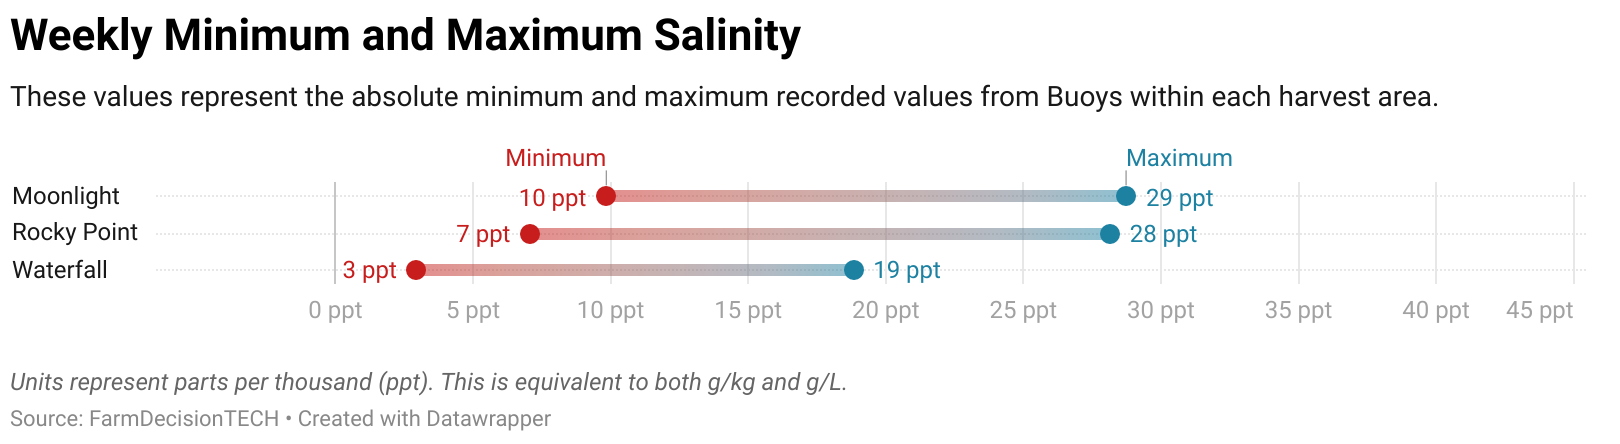 Weekly Minimum and Maximum Salinity
These values represent the absolute minimum and maximum recorded values from Buoys within each harvest area.
Minimum Maximum
Moonlight 10 ppt 29 ppt
Rocky Point 7 ppt 28 ppt
Waterfall 3 ppt 19 ppt
0 ppt 5 ppt 10 ppt 15 ppt 20 ppt 25 ppt 30 ppt 35 ppt 40 ppt 45 ppt
Units represent parts per thousand (ppt). This is equivalent to both g/kg and g/L.
Source: FarmDecisionTECH • Created with Datawrapper